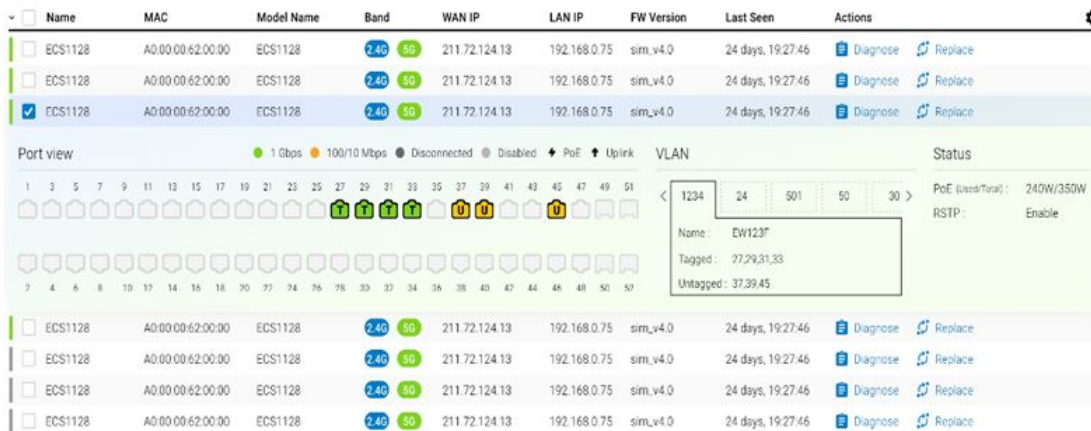 Name MAC Model Name Band WAN IP LAN IP FW Version Last Seen Actions
ECS1128 A0:00:00:62:00:00 ECS1128 2.4G 5G 211.72.124.13 192.168.0.75 sim_v4.0 24 days, 19:27:46 Diagnose Replace
ECS1128 A0:00:00:62:00:00 ECS1128 2.4G 5G 211.72.124.13 192.168.0.75 sim_v4.0 24 days, 19:27:46 Diagnose Replace
ECS1128 A0:00:00:62:00:00 ECS1128 2.4G 5G 211.72.124.13 192.168.0.75 sim_v4.0 24 days, 19:27:46 Diagnose Replace
Port view 1 Gbps 100/10 Mbps Disconnected Disabled PoE Uplink
1 3 5 7 9 11 13 15 17 19 21 23 25 27 29 31 33 35 37 39 41 43 45 47 49 51
T T T T U U U
2 4 6 8 10 12 14 16 18 20 22 24 26 28 30 32 34 36 38 40 42 44 46 48 50 52
VLAN
1234 24 501 50 30
Name : EW123F
Tagged : 27,29,31,33
Untagged : 37,39,45
Status
PoE (Used/Total) : 240W/350W
RSTP : Enable
ECS1128 A0:00:00:62:00:00 ECS1128 2.4G 5G 211.72.124.13 192.168.0.75 sim_v4.0 24 days, 19:27:46 Diagnose Replace
ECS1128 A0:00:00:62:00:00 ECS1128 2.4G 5G 211.72.124.13 192.168.0.75 sim_v4.0 24 days, 19:27:46 Diagnose Replace
ECS1128 A0:00:00:62:00:00 ECS1128 2.4G 5G 211.72.124.13 192.168.0.75 sim_v4.0 24 days, 19:27:46 Diagnose Replace
ECS1128 A0:00:00:62:00:00 ECS1128 2.4G 5G 211.72.124.13 192.168.0.75 sim_v4.0 24 days, 19:27:46 Diagnose Replace